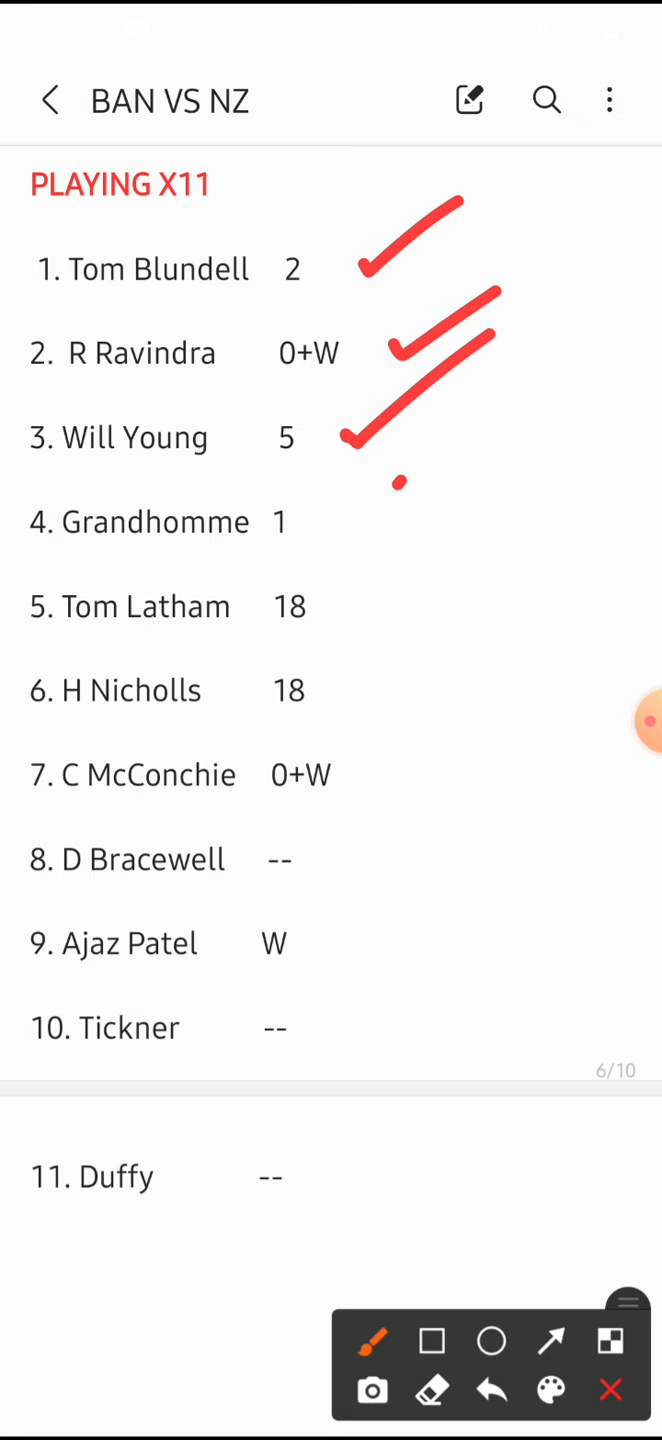 BAN VS NZ
PLAYING X11
1. Tom Blundell 2
2. R Ravindra 0+W
3. Will Young 5
4. Grandhomme 1
5. Tom Latham 18
6. H Nicholls 18
7. C McConchie 0+W
8. D Bracewell --
9. Ajaz Patel W
10. Tickner --
6/10
11. Duffy --